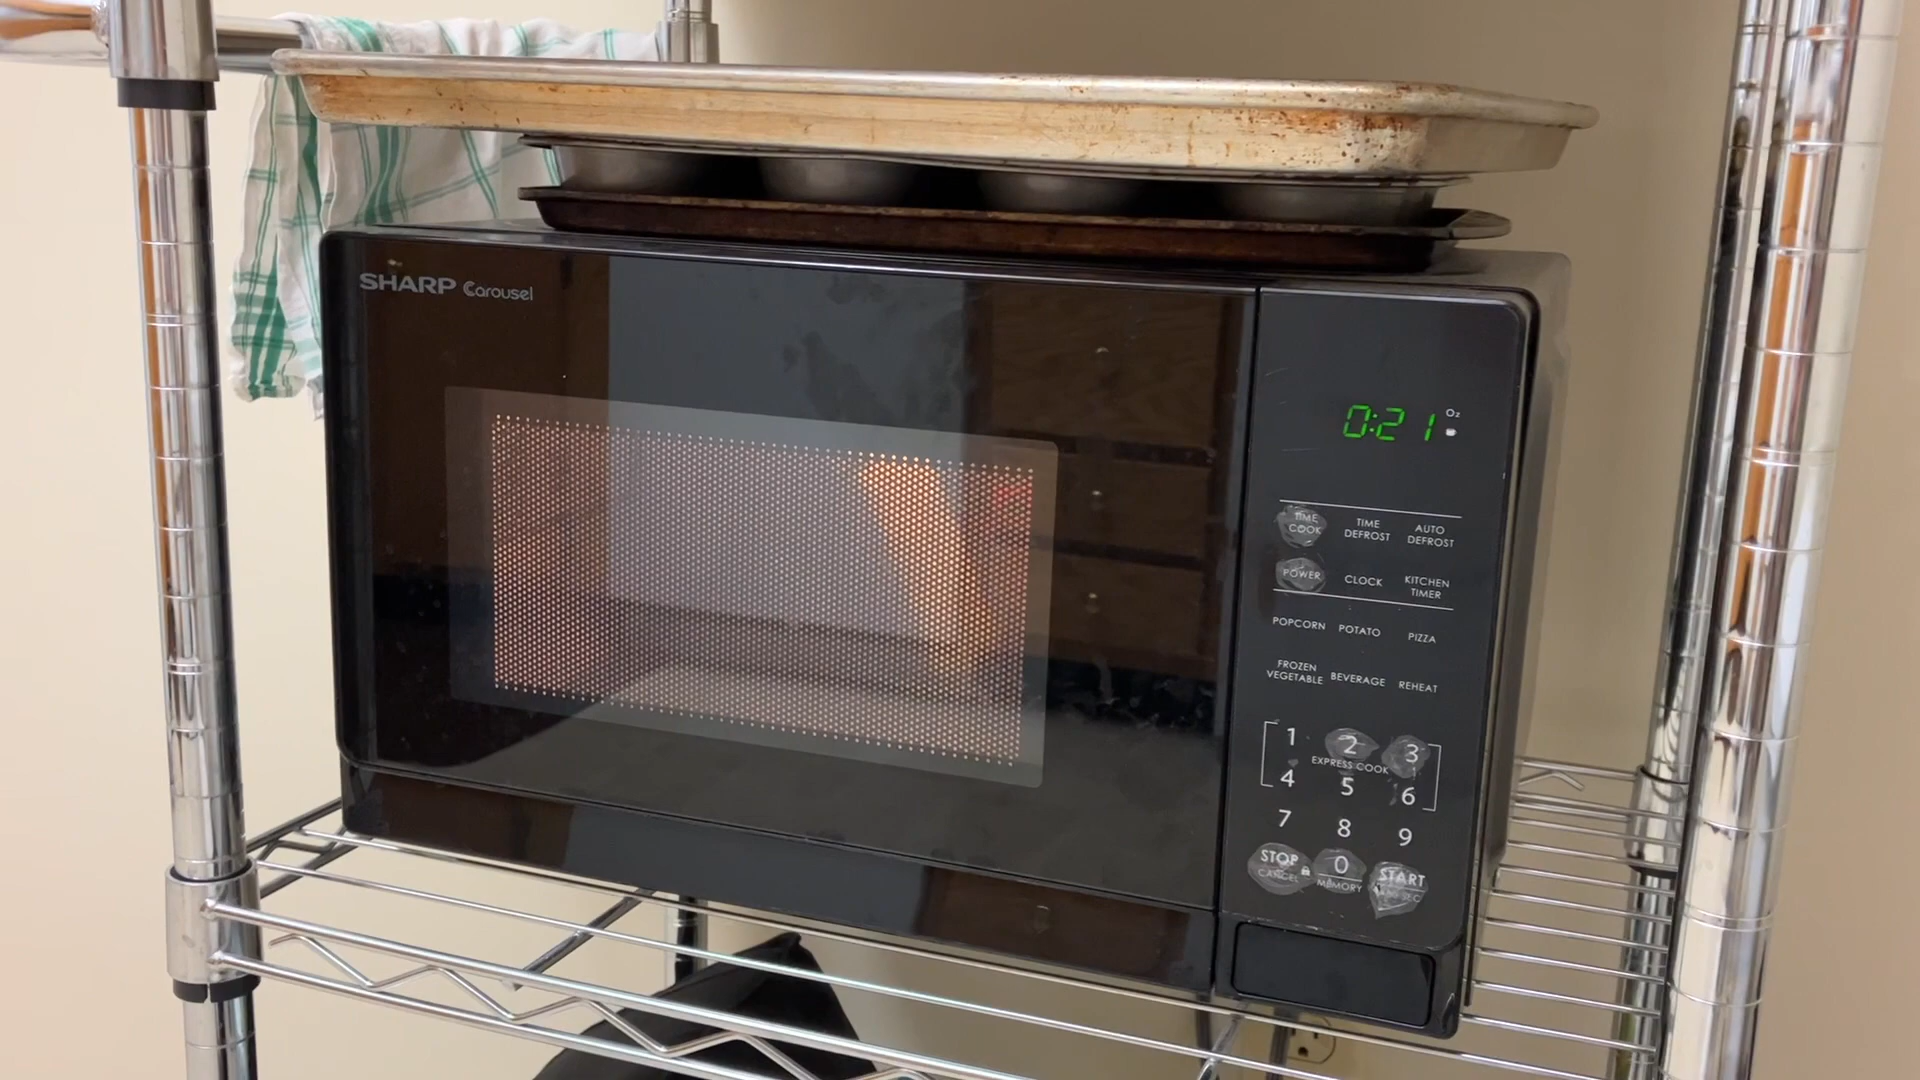 SHARP Carousel
0:21 Oz
TIME COOK
TIME DEFROST
AUTO DEFROST
POWER
CLOCK
KITCHEN TIMER
POPCORN
POTATO
PIZZA
FROZEN VEGETABLE
BEVERAGE
REHEAT
1 2 3
EXPRESS COOK
4 5 6
7 8 9
STOP
CANCEL
0
MEMORY
START